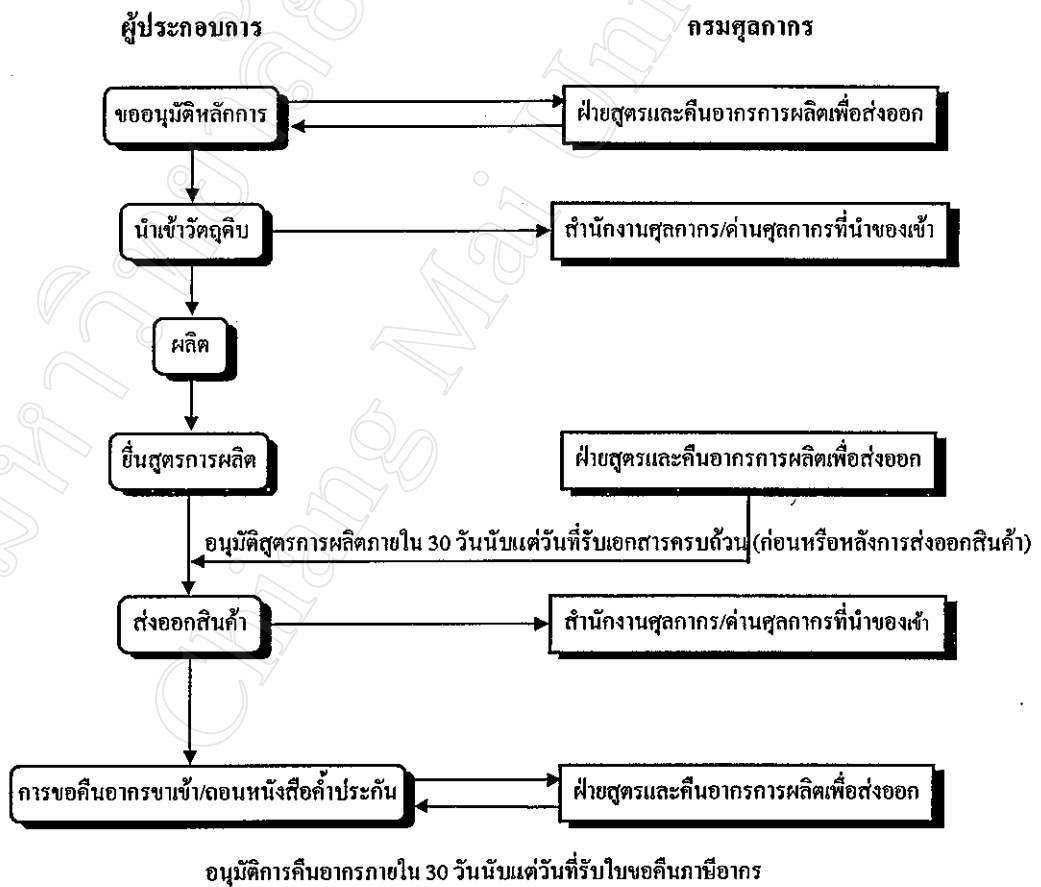 ผู้ประกอบการ
กรมศุลกากร
ขออนุมัติหลักการ
ฝ่ายสูตรและคืนอากรการผลิตเพื่อส่งออก
นำเข้าวัตถุดิบ
สำนักงานศุลกากร/ด่านศุลกากรที่นำของเข้า
ผลิต
ยื่นสูตรการผลิต
ฝ่ายสูตรและคืนอากรการผลิตเพื่อส่งออก
อนุมัติสูตรการผลิตภายใน 30 วันนับแต่วันที่รับเอกสารครบถ้วน (ก่อนหรือหลังการส่งออกสินค้า)
ส่งออกสินค้า
สำนักงานศุลกากร/ด่านศุลกากรที่นำของเข้า
การขอคืนอากรขาเข้า/ถอนหนังสือค้ำประกัน
ฝ่ายสูตรและคืนอากรการผลิตเพื่อส่งออก
อนุมัติการคืนอากรภายใน 30 วันนับแต่วันที่รับใบขอคืนภาษีอากร
Chiang Mai Uni